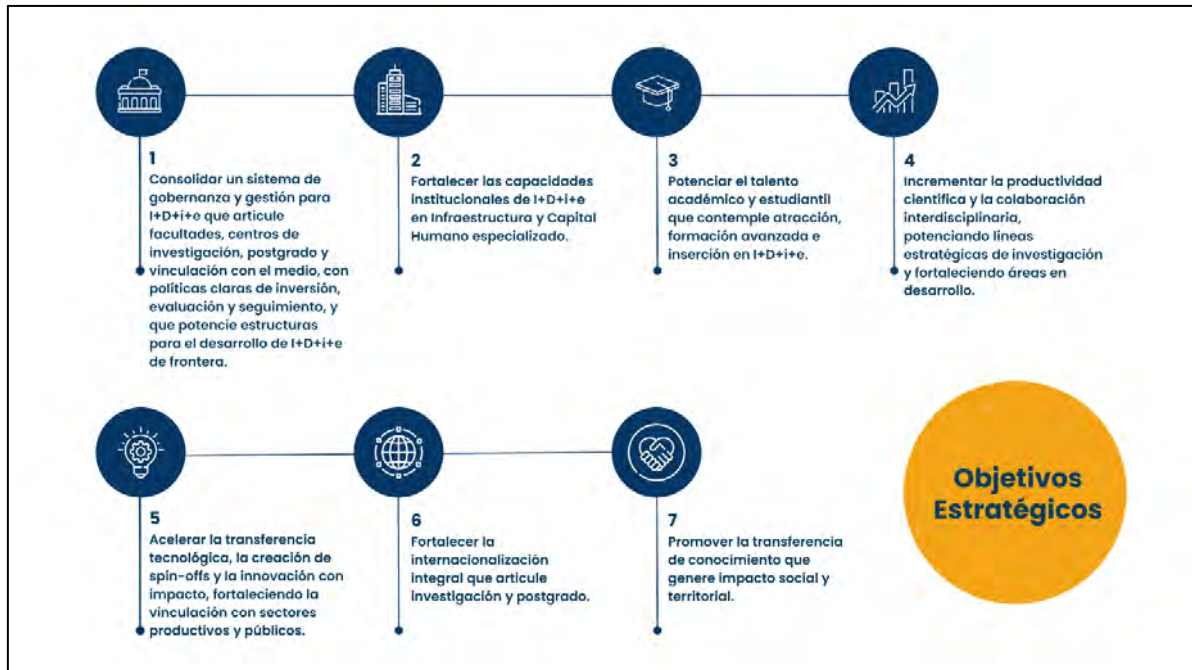 1
Consolidar un sistema de
gobernanza y gestión para
I+D+i+e que articule
facultades, centros de
investigación, postgrado y
vinculación con el medio, con
políticas claras de inversión,
evaluación y seguimiento, y
que potencie estructuras
para el desarrollo de I+D+i+e
de frontera.
2
Fortalecer las capacidades
institucionales de I+D+i+e
en Infraestructura y Capital
Humano especializado.
3
Potenciar el talento
académico y estudiantil
que contemple atracción,
formación avanzada e
inserción en I+D+i+e.
4
Incrementar la productividad
científica y la colaboración
interdisciplinaria,
potenciando líneas
estratégicas de investigación
y fortaleciendo áreas en
desarrollo.
5
Acelerar la transferencia
tecnológica, la creación de
spin-offs y la innovación con
impacto, fortaleciendo la
vinculación con sectores
productivos y públicos.
6
Fortalecer la
internacionalización
integral que articule
investigación y postgrado.
7
Promover la transferencia
de conocimiento que
genere impacto social y
territorial.
Objetivos
Estratégicos